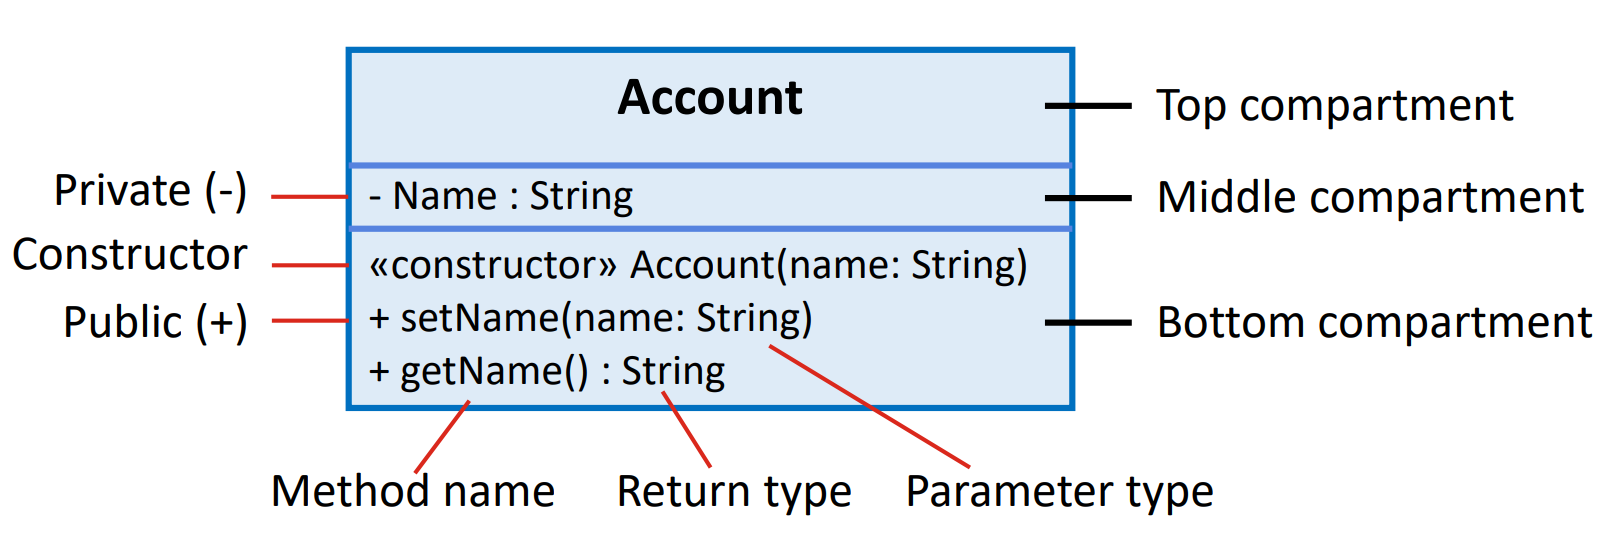 Account
Top compartment
Private (-)
- Name : String
Middle compartment
Constructor
«constructor» Account(name: String)
Public (+)
+ setName(name: String)
Bottom compartment
+ getName() : String
Method name
Return type
Parameter type